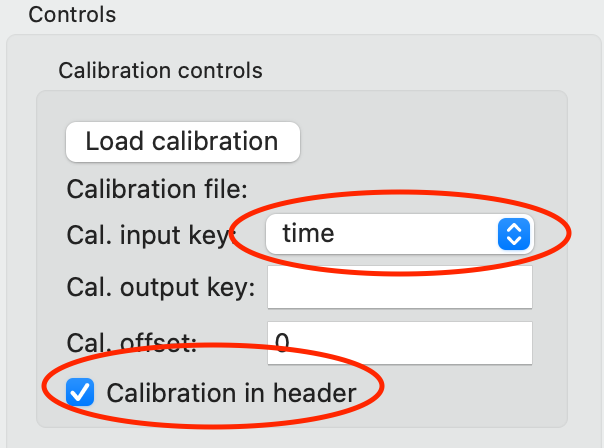 Controls
Calibration controls
Load calibration
Calibration file:
Cal. input key: time
Cal. output key:
Cal. offset: 0
Calibration in header